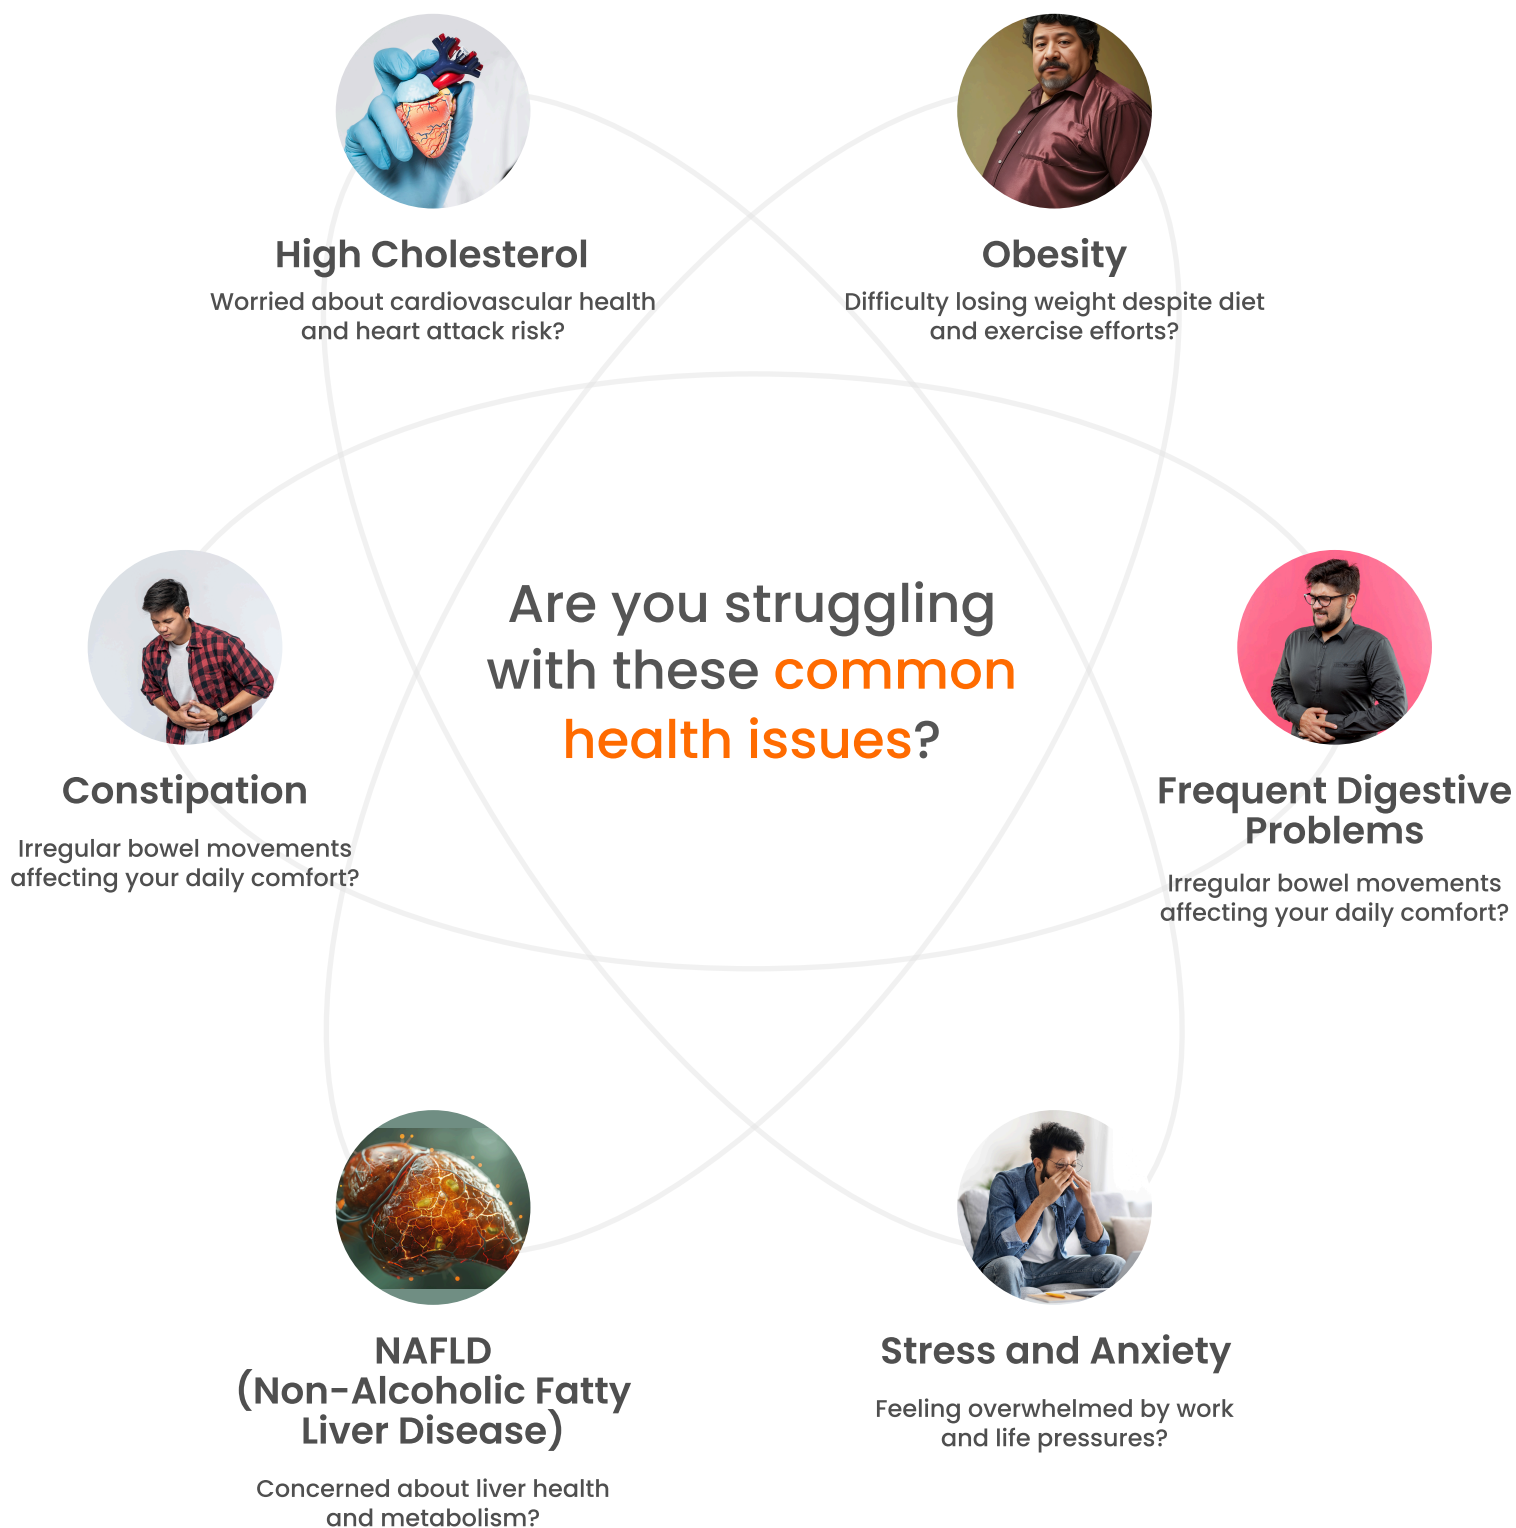 High Cholesterol
Worried about cardiovascular health
and heart attack risk?
Obesity
Difficulty losing weight despite diet
and exercise efforts?
Are you struggling
with these common
health issues?
Constipation
Irregular bowel movements
affecting your daily comfort?
Frequent Digestive
Problems
Irregular bowel movements
affecting your daily comfort?
NAFLD
(Non-Alcoholic Fatty
Liver Disease)
Concerned about liver health
and metabolism?
Stress and Anxiety
Feeling overwhelmed by work
and life pressures?